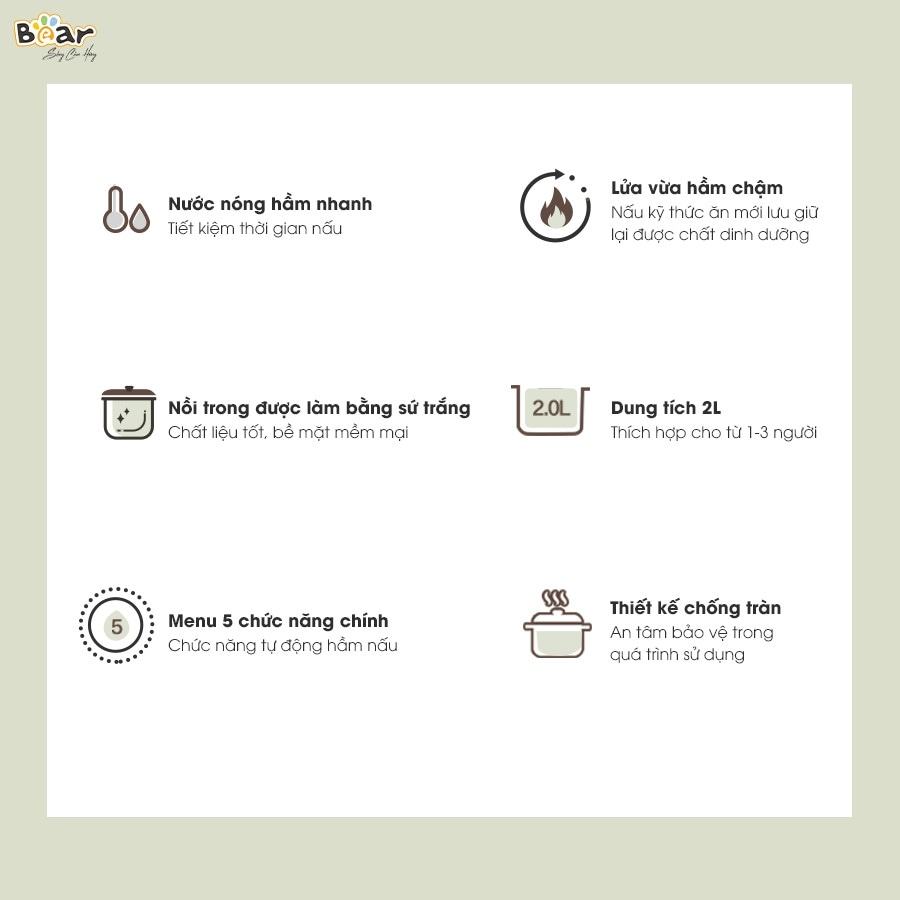 Bear
Sống Cảm Hứng
Nước nóng hầm nhanh
Tiết kiệm thời gian nấu
Lửa vừa hầm chậm
Nấu kỹ thức ăn mới lưu giữ
lại được chất dinh dưỡng
Nồi trong được làm bằng sứ trắng
Chất liệu tốt, bề mặt mềm mại
2.0L
Dung tích 2L
Thích hợp cho từ 1-3 người
5
Menu 5 chức năng chính
Chức năng tự động hầm nấu
Thiết kế chống tràn
An tâm bảo vệ trong
quá trình sử dụng